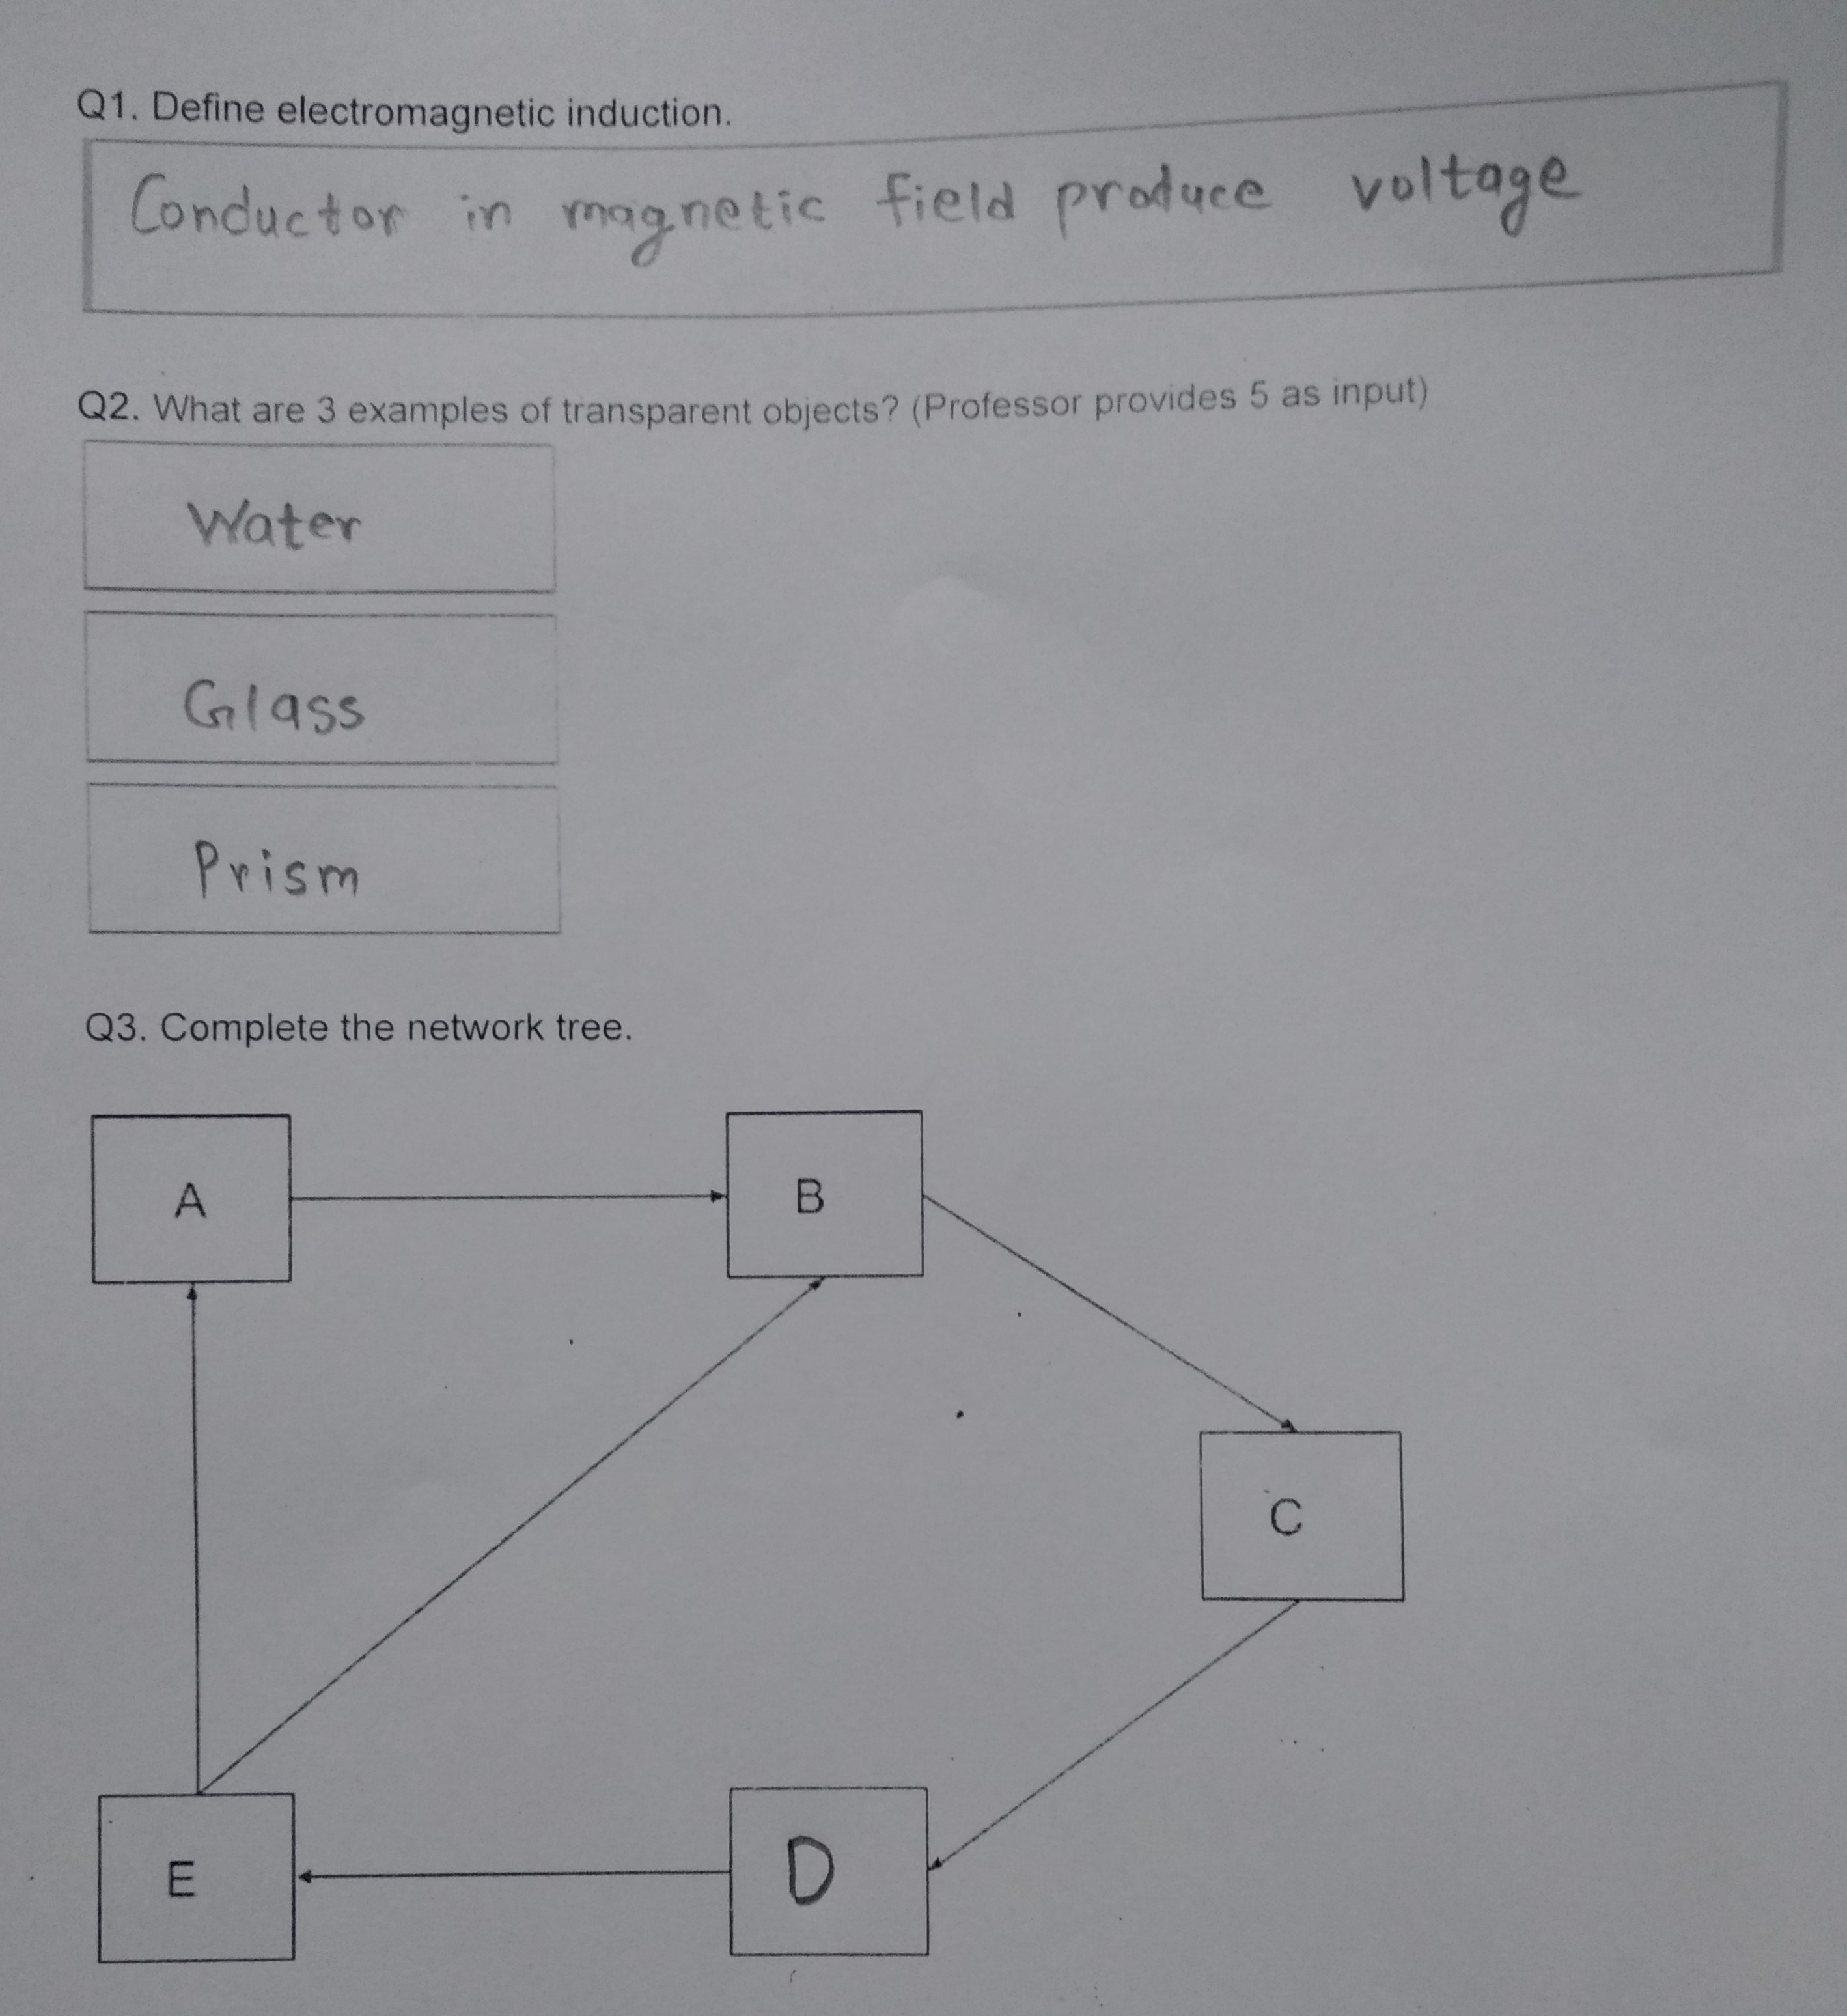 Q1. Define electromagnetic induction.
Conductor in magnetic field produce voltage
Q2. What are 3 examples of transparent objects? (Professor provides 5 as input)
Water
Glass
Prism
Q3. Complete the network tree.
A
B
C
E
D